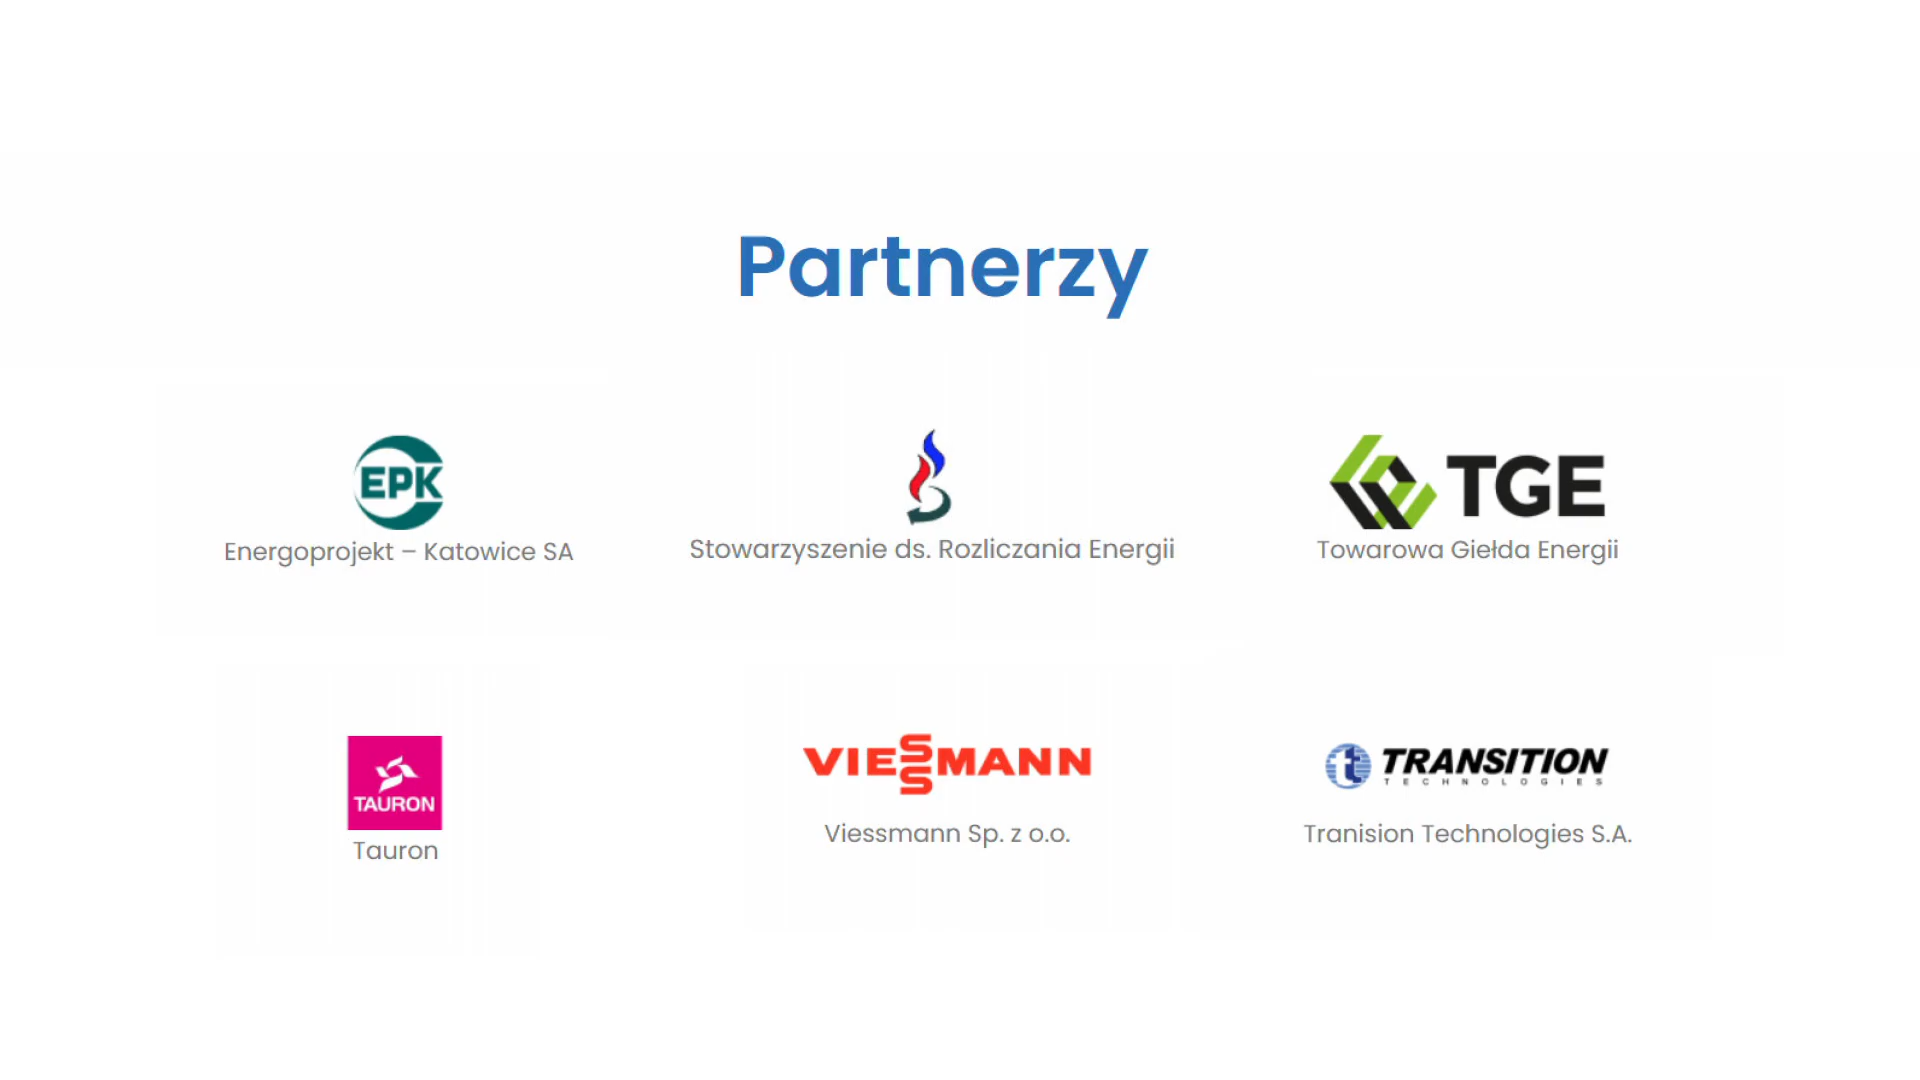 Partnerzy
EPK
Energoprojekt – Katowice SA
Stowarzyszenie ds. Rozliczania Energii
TGE
Towarowa Giełda Energii
TAURON
Tauron
VIESSMANN
Viessmann Sp. z o.o.
t TRANSITION
TECHNOLOGIES
Tranision Technologies S.A.